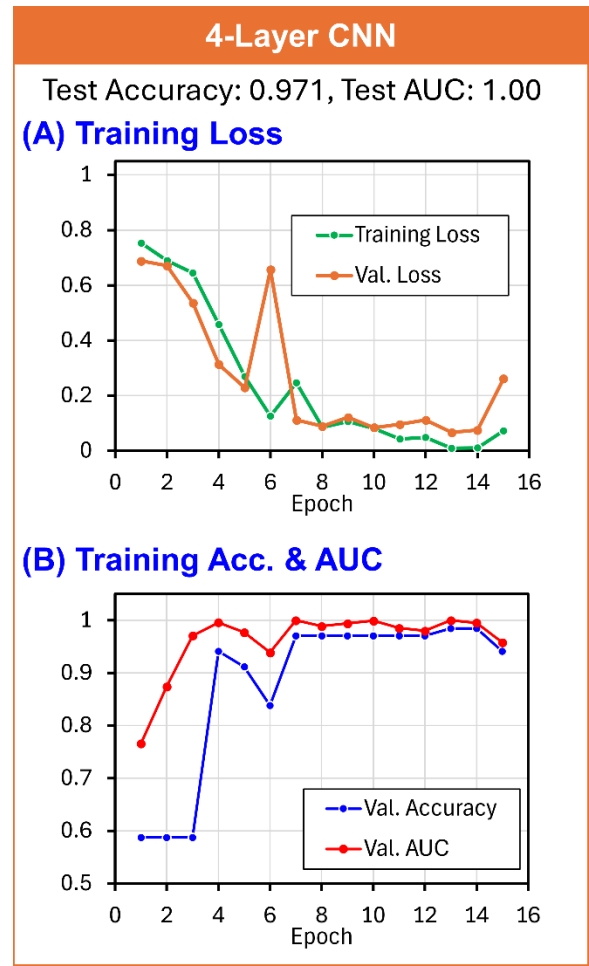 4-Layer CNN
Test Accuracy: 0.971, Test AUC: 1.00
(A) Training Loss
1
0.8
0.6
0.4
0.2
0
Training Loss
Val. Loss
0 2 4 6 8 10 12 14 16
Epoch
(B) Training Acc. & AUC
1
0.9
0.8
0.7
0.6
0.5
Val. Accuracy
Val. AUC
0 2 4 6 8 10 12 14 16
Epoch